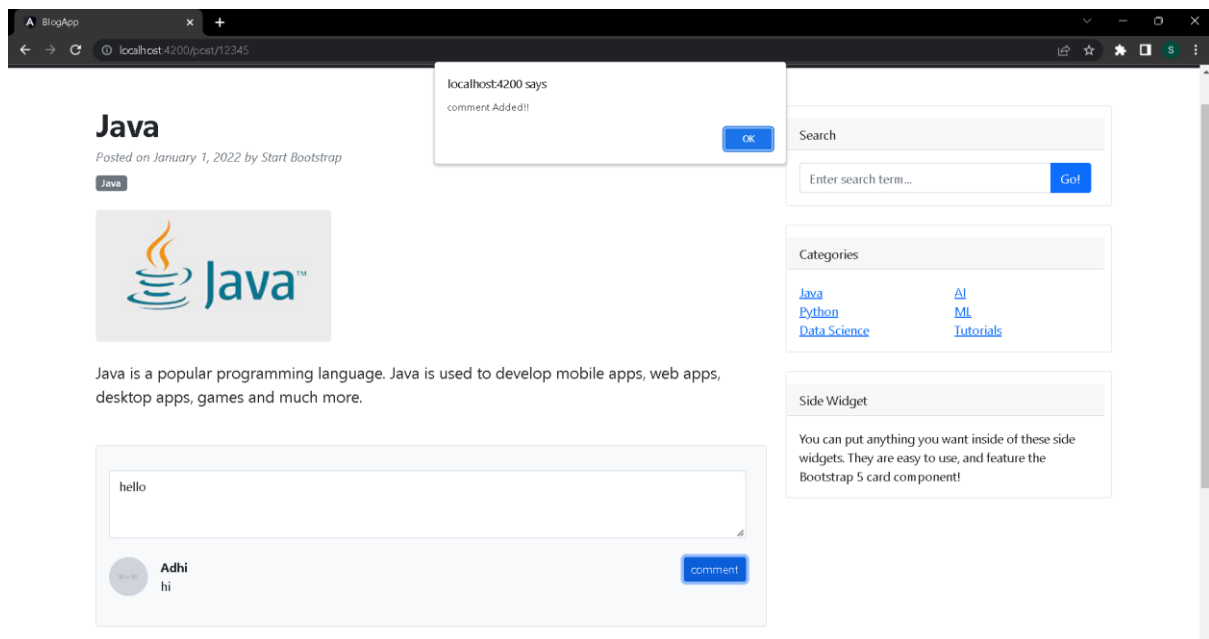 BlogApp
localhost:4200/post/12345
S
localhost:4200 says
comment Added!!
OK
Java
Posted on January 1, 2022 by Start Bootstrap
Java
Java™
Java is a popular programming language. Java is used to develop mobile apps, web apps,
desktop apps, games and much more.
hello
Adhi
hi
comment
Search
Enter search term...
Go!
Categories
Java AI
Python ML
Data Science Tutorials
Side Widget
You can put anything you want inside of these side
widgets. They are easy to use, and feature the
Bootstrap 5 card component!